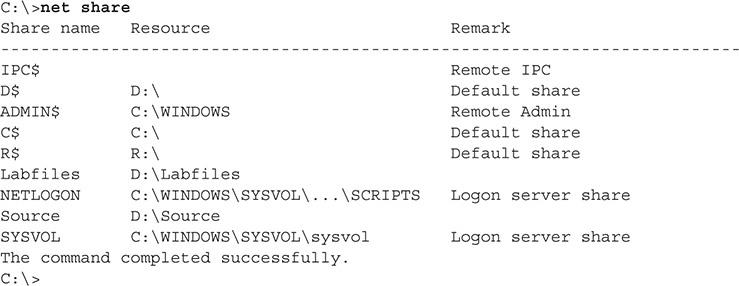 C:\>net share
Share name   Resource                        Remark
-------------------------------------------------------------------------
IPC$                                         Remote IPC
D$           D:\                             Default share
ADMIN$       C:\WINDOWS                      Remote Admin
C$           C:\                             Default share
R$           R:\                             Default share
Labfiles     D:\Labfiles
NETLOGON     C:\WINDOWS\SYSVOL\...\SCRIPTS   Logon server share
Source       D:\Source
SYSVOL       C:\WINDOWS\SYSVOL\sysvol        Logon server share
The command completed successfully.
C:\>